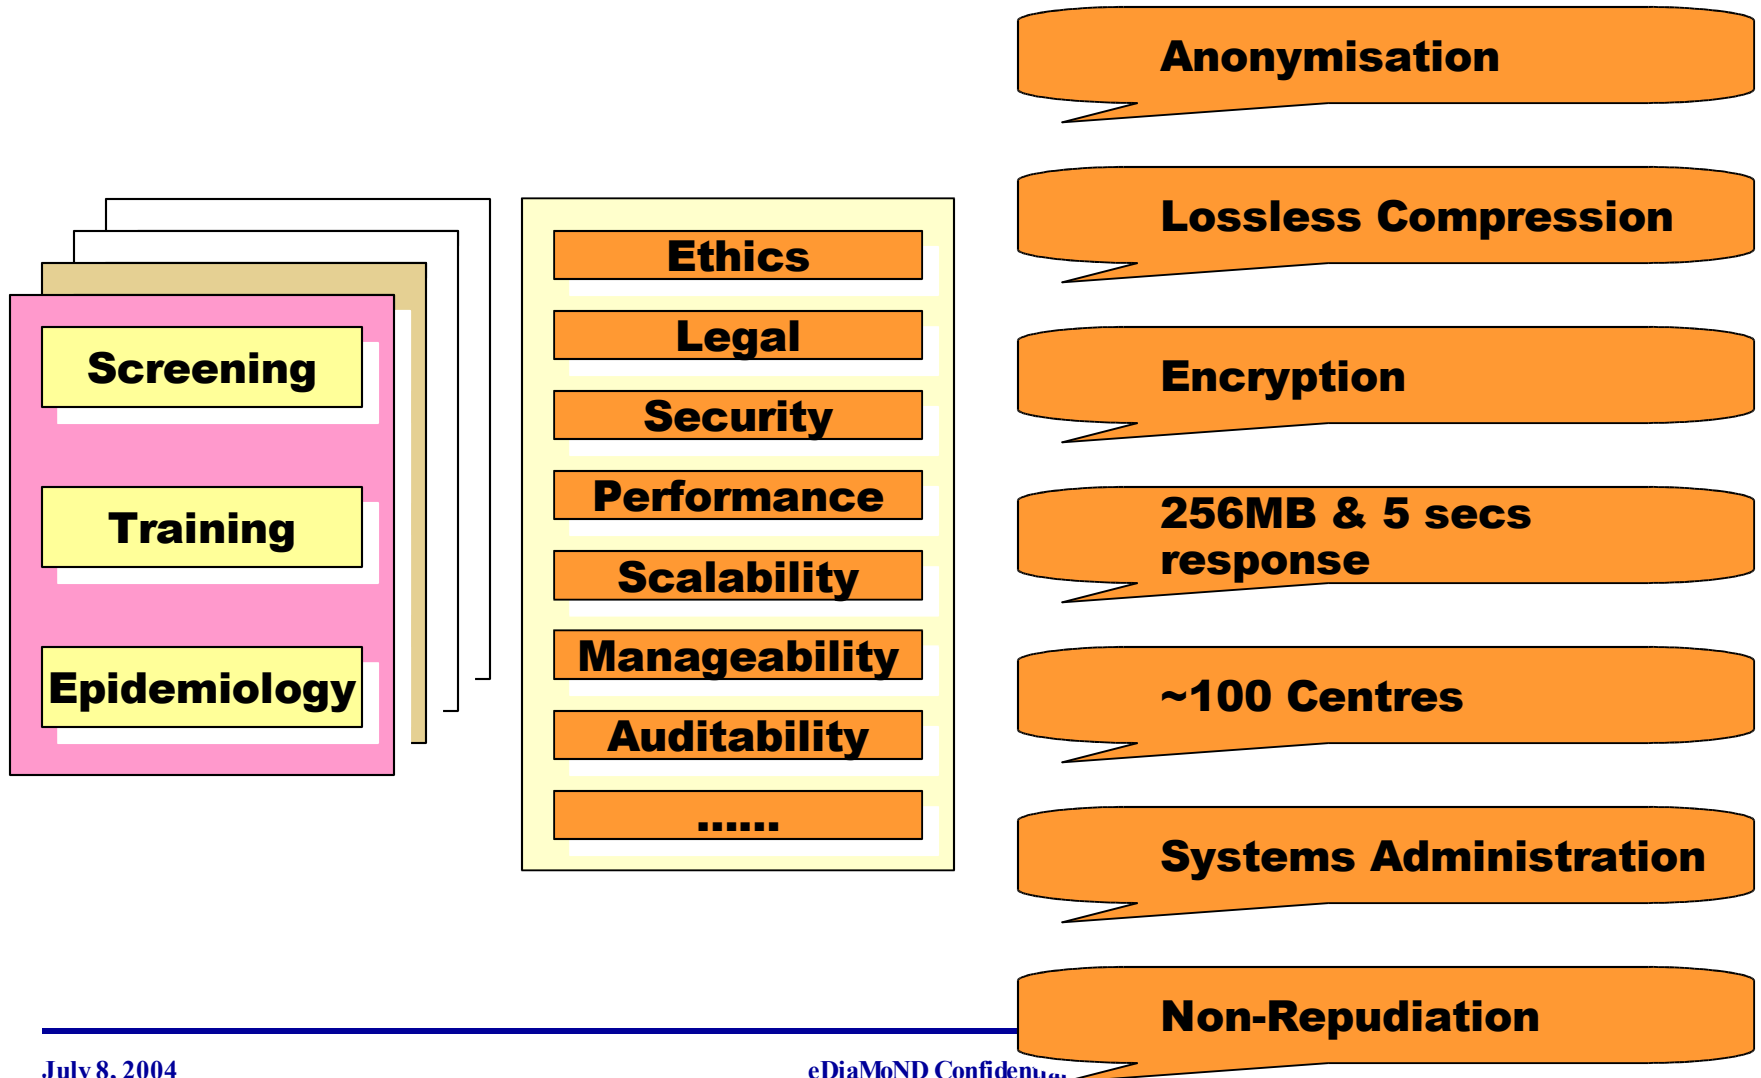 Screening
Training
Epidemiology
Ethics
Legal
Security
Performance
Scalability
Manageability
Auditability
......
Anonymisation
Lossless Compression
Encryption
256MB & 5 secs
response
~100 Centres
Systems Administration
Non-Repudiation
July 8, 2004
eDiaMoND Confidential